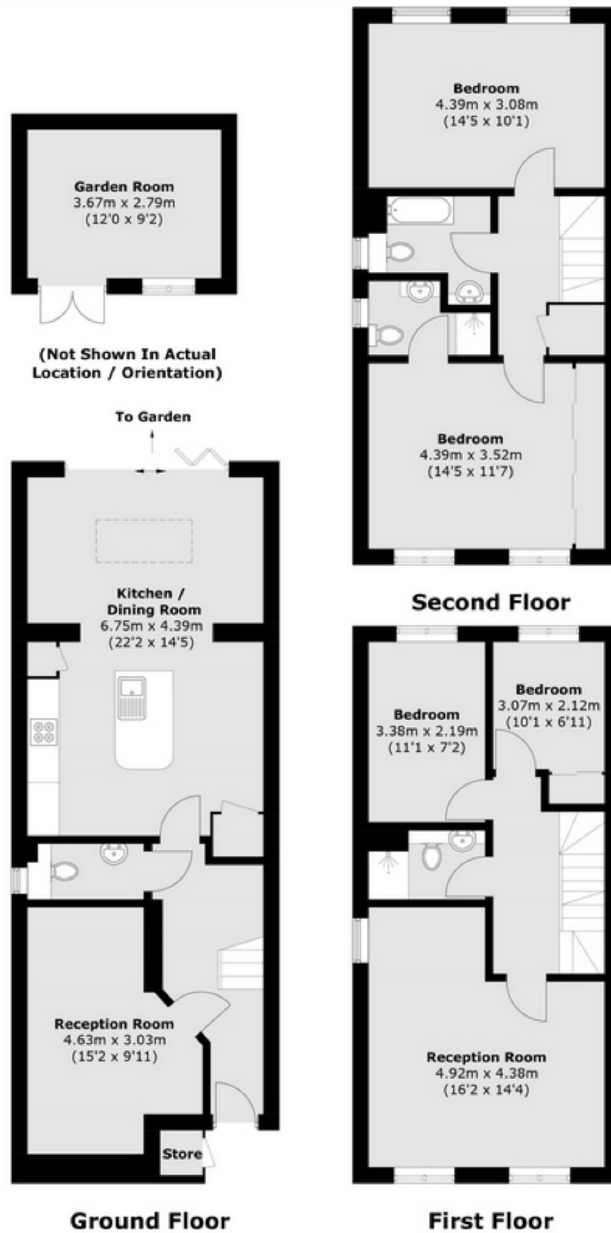 Garden Room
3.67m x 2.79m
(12'0 x 9'2)
(Not Shown In Actual
Location / Orientation)
To Garden
Kitchen /
Dining Room
6.75m x 4.39m
(22'2 x 14'5)
Reception Room
4.63m x 3.03m
(15'2 x 9'11)
Store
Ground Floor
Bedroom
4.39m x 3.08m
(14'5 x 10'1)
Bedroom
4.39m x 3.52m
(14'5 x 11'7)
Second Floor
Bedroom
3.38m x 2.19m
(11'1 x 7'2)
Bedroom
3.07m x 2.12m
(10'1 x 6'11)
Reception Room
4.92m x 4.38m
(16'2 x 14'4)
First Floor